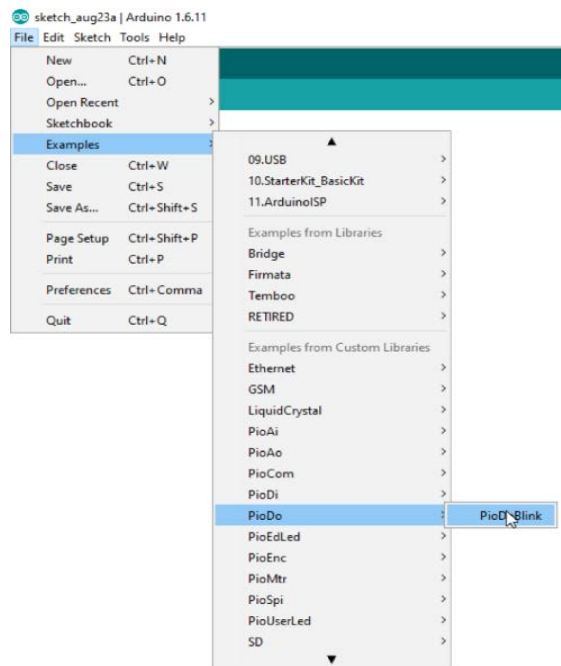 sketch_aug23a | Arduino 1.6.11
File Edit Sketch Tools Help
New Ctrl+N
Open... Ctrl+O
Open Recent
Sketchbook
Examples
Close Ctrl+W
Save Ctrl+S
Save As... Ctrl+Shift+S
Page Setup Ctrl+Shift+P
Print Ctrl+P
Preferences Ctrl+Comma
Quit Ctrl+Q
09.USB
10.StarterKit_BasicKit
11.ArduinoISP
Examples from Libraries
Bridge
Firmata
Temboo
RETIRED
Examples from Custom Libraries
Ethernet
GSM
LiquidCrystal
PioAi
PioAo
PioCom
PioDi
PioDo
PioEdLed
PioEnc
PioMtr
PioSpi
PioUserLed
SD